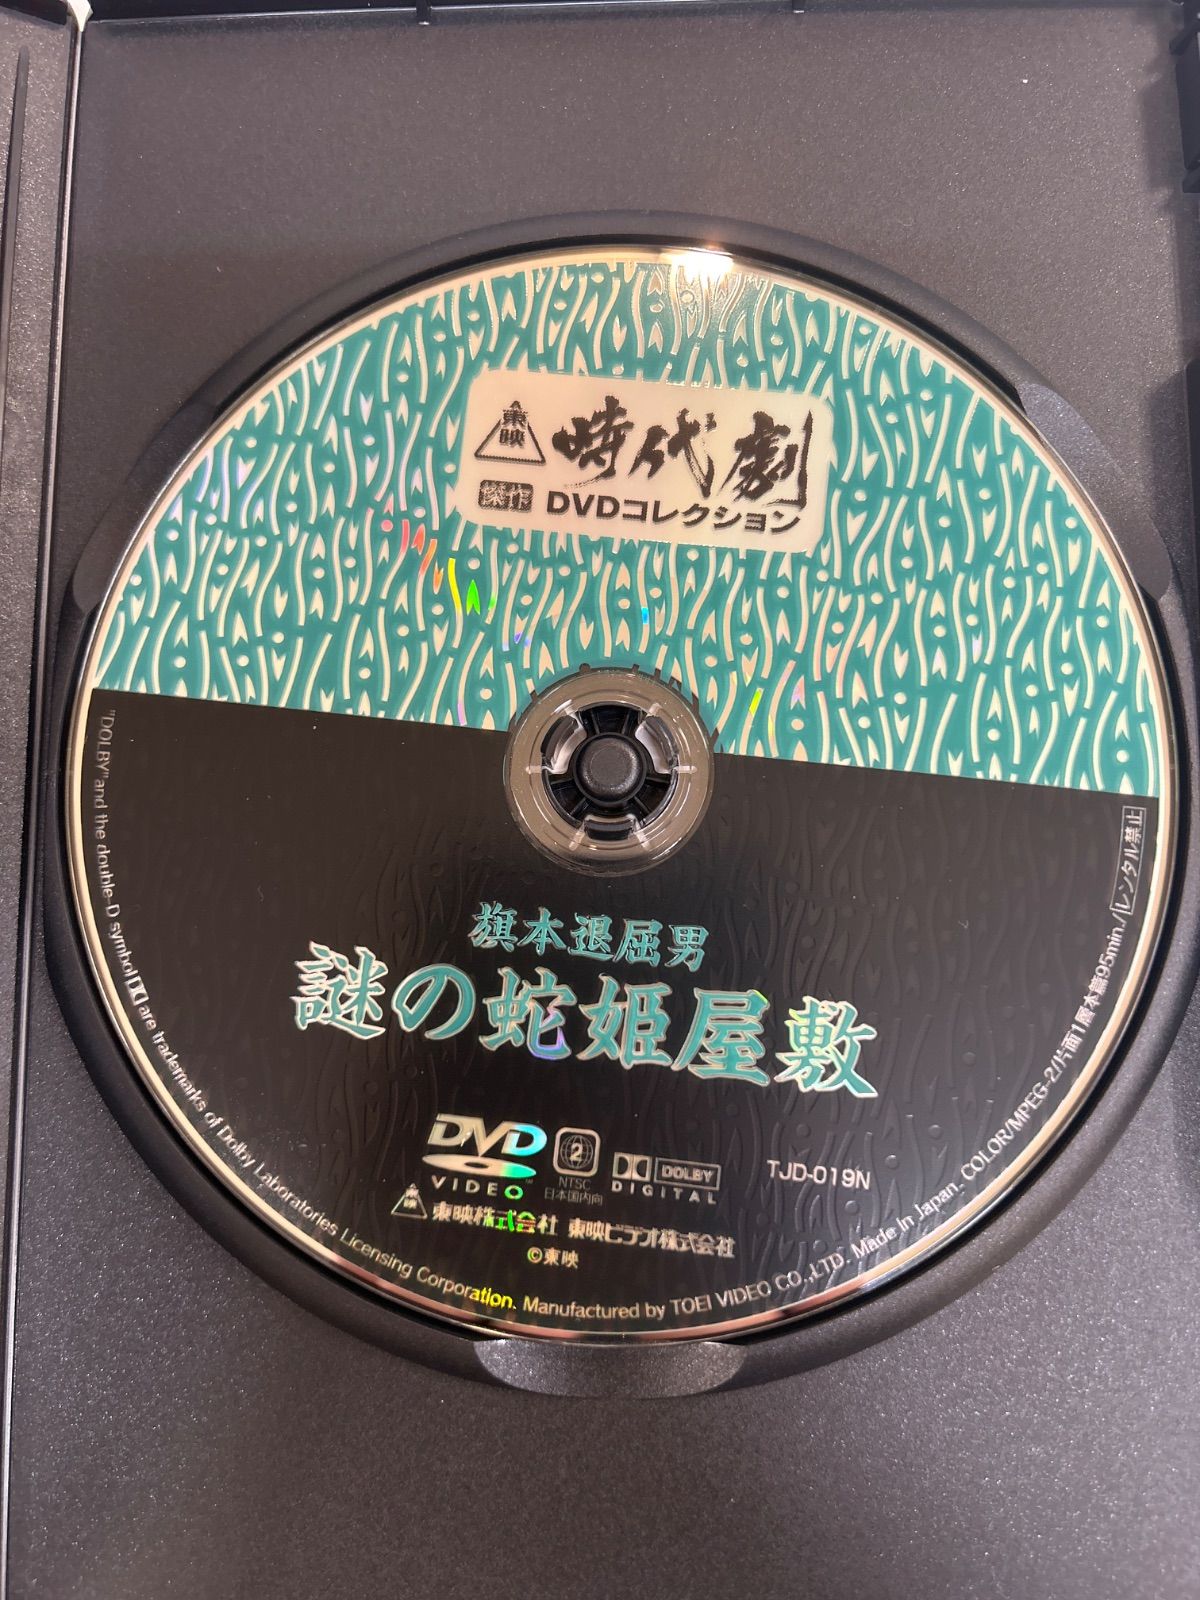 東映
時代劇
傑作 DVDコレクション
旗本退屈男
謎の蛇姫屋敷
DVD
VIDEO
2
NTSC
日本国内向
DOLBY
DIGITAL
TJD-019N
東映
東映株式会社 東映ビデオ株式会社
©東映
"DOLBY" and the double-D symbol are trademarks of Dolby Laboratories Licensing Corporation. Manufactured by TOEI VIDEO CO.,LTD. Made in Japan. COLOR/MPEG-2/片面1層本篇95min./レンタル禁止